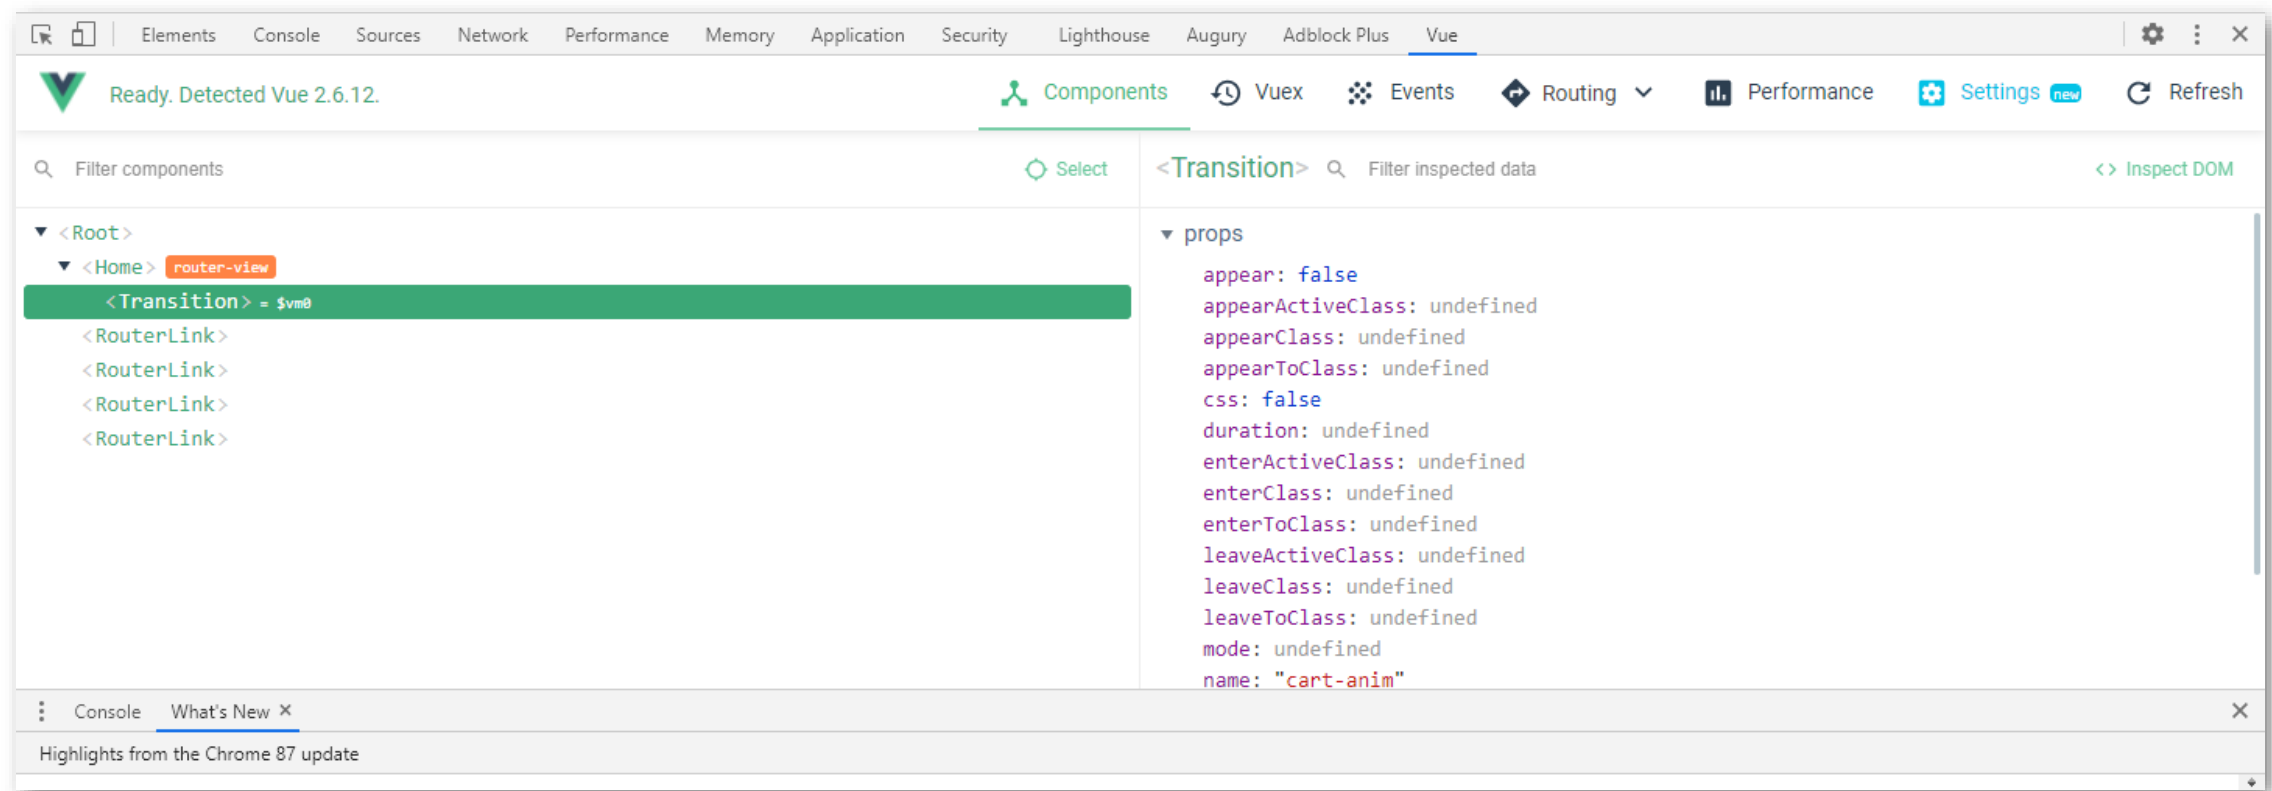 Elements Console Sources Network Performance Memory Application Security Lighthouse Augury Adblock Plus Vue
Ready. Detected Vue 2.6.12.
Components Vuex Events Routing Performance Settings new Refresh
Filter components Select
<Transition> Filter inspected data Inspect DOM
<Root>
<Home> router-view
<Transition> = $vm0
<RouterLink>
<RouterLink>
<RouterLink>
<RouterLink>
props
appear: false
appearActiveClass: undefined
appearClass: undefined
appearToClass: undefined
css: false
duration: undefined
enterActiveClass: undefined
enterClass: undefined
enterToClass: undefined
leaveActiveClass: undefined
leaveClass: undefined
leaveToClass: undefined
mode: undefined
name: "cart-anim"
Console What's New
Highlights from the Chrome 87 update